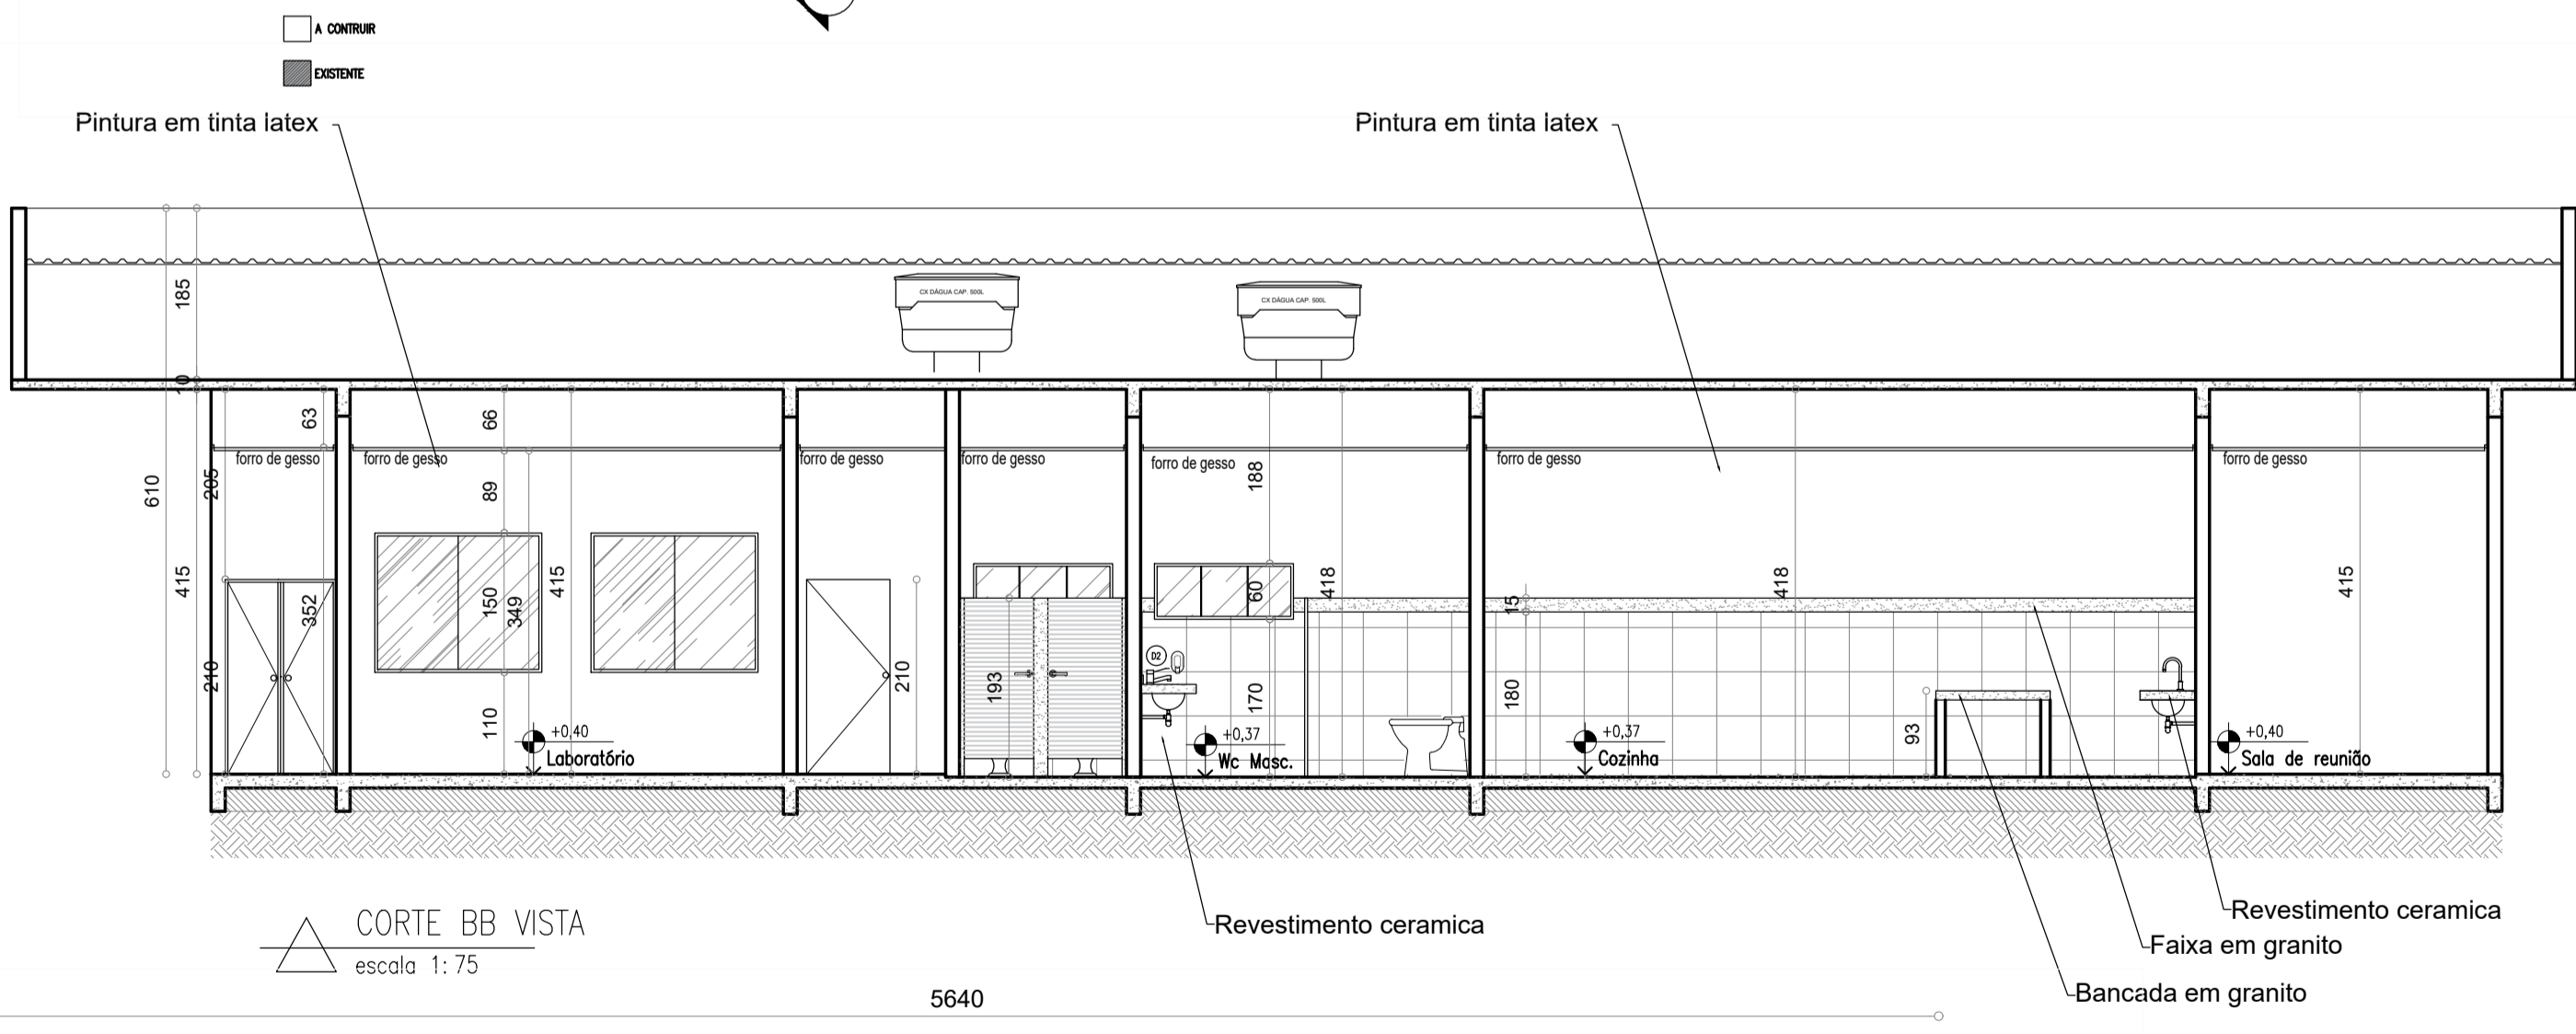 A CONTRUIR
EXISTENTE
Pintura em tinta latex
Pintura em tinta latex
185
CX DÁGUA CAP. 500L
CX DÁGUA CAP. 500L
10
63
66
forro de gesso
forro de gesso
forro de gesso
forro de gesso
forro de gesso
forro de gesso
forro de gesso
610
205
89
188
415
352
150
349
415
60
418
15
418
415
210
210
193
D2
170
180
93
110
+0,40
Laboratório
+0,37
Wc Masc.
+0,37
Cozinha
+0,40
Sala de reunião
CORTE BB VISTA
escala 1:75
Revestimento ceramica
Revestimento ceramica
Faixa em granito
Bancada em granito
5640